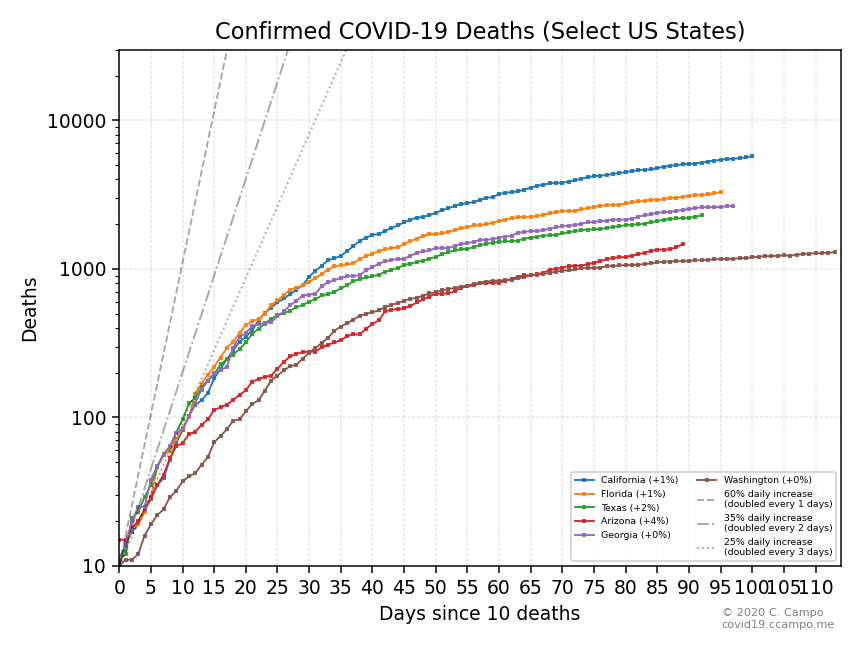 Confirmed COVID-19 Deaths (Select US States)
10000
1000
100
10
Deaths
0 5 10 15 20 25 30 35 40 45 50 55 60 65 70 75 80 85 90 95 100 105 110
Days since 10 deaths
California (+1%)
Florida (+1%)
Texas (+2%)
Arizona (+4%)
Georgia (+0%)
Washington (+0%)
60% daily increase
(doubled every 1 days)
35% daily increase
(doubled every 2 days)
25% daily increase
(doubled every 3 days)
© 2020 C. Campo
covid19.ccampo.me